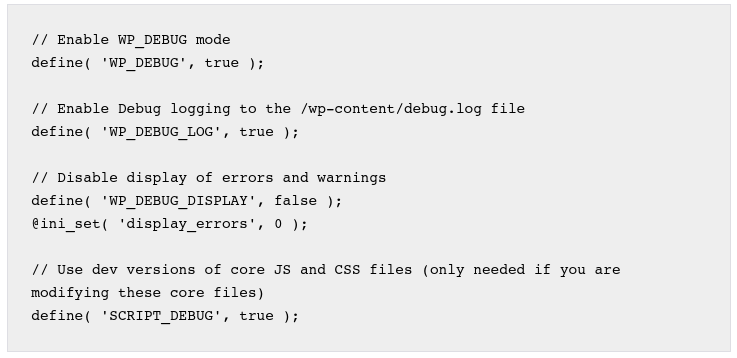 // Enable WP_DEBUG mode
define( 'WP_DEBUG', true );
// Enable Debug logging to the /wp-content/debug.log file
define( 'WP_DEBUG_LOG', true );
// Disable display of errors and warnings
define( 'WP_DEBUG_DISPLAY', false );
@ini_set( 'display_errors', 0 );
// Use dev versions of core JS and CSS files (only needed if you are
modifying these core files)
define( 'SCRIPT_DEBUG', true );